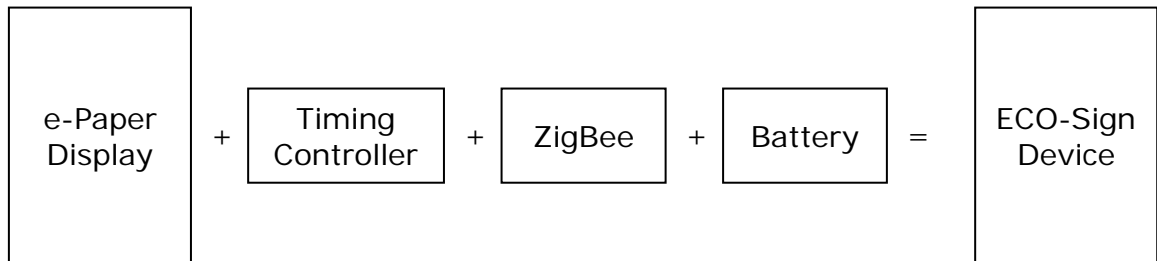 e-Paper
Display
+
Timing
Controller
+
ZigBee
+
Battery
=
ECO-Sign
Device